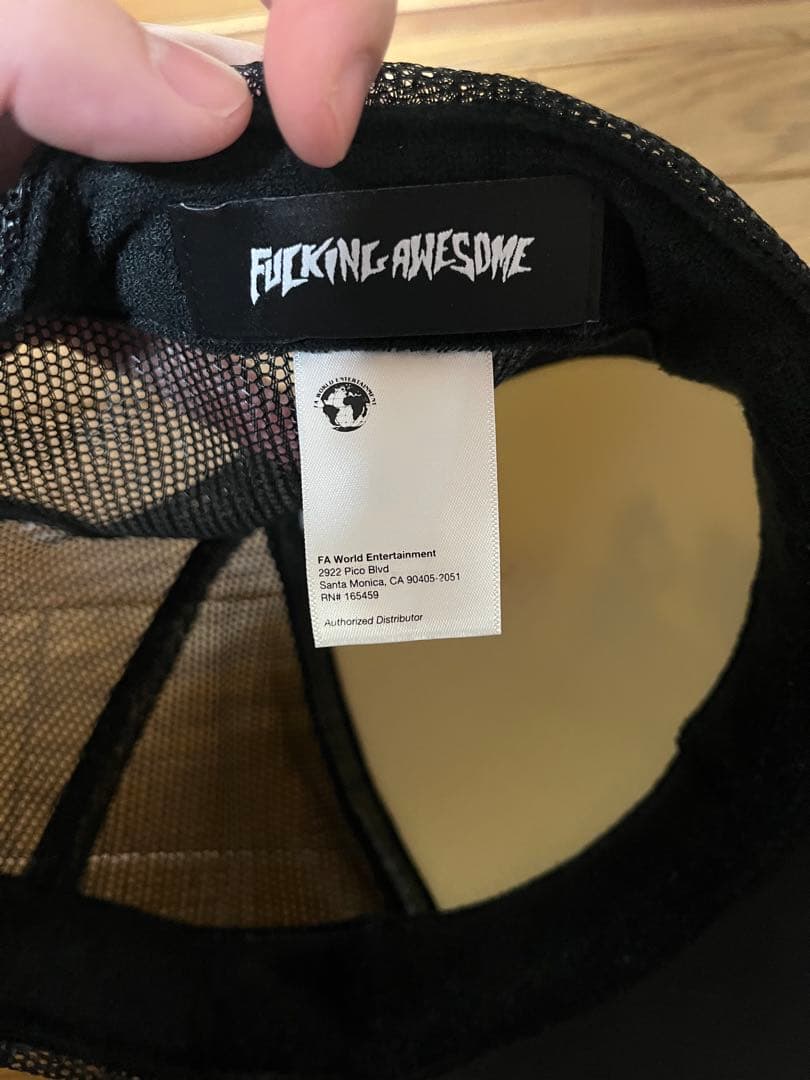 FUCKING AWESOME
FA WORLD ENTERTAINMENT
FA World Entertainment
2922 Pico Blvd
Santa Monica, CA 90405-2051
RN# 165459
Authorized Distributor